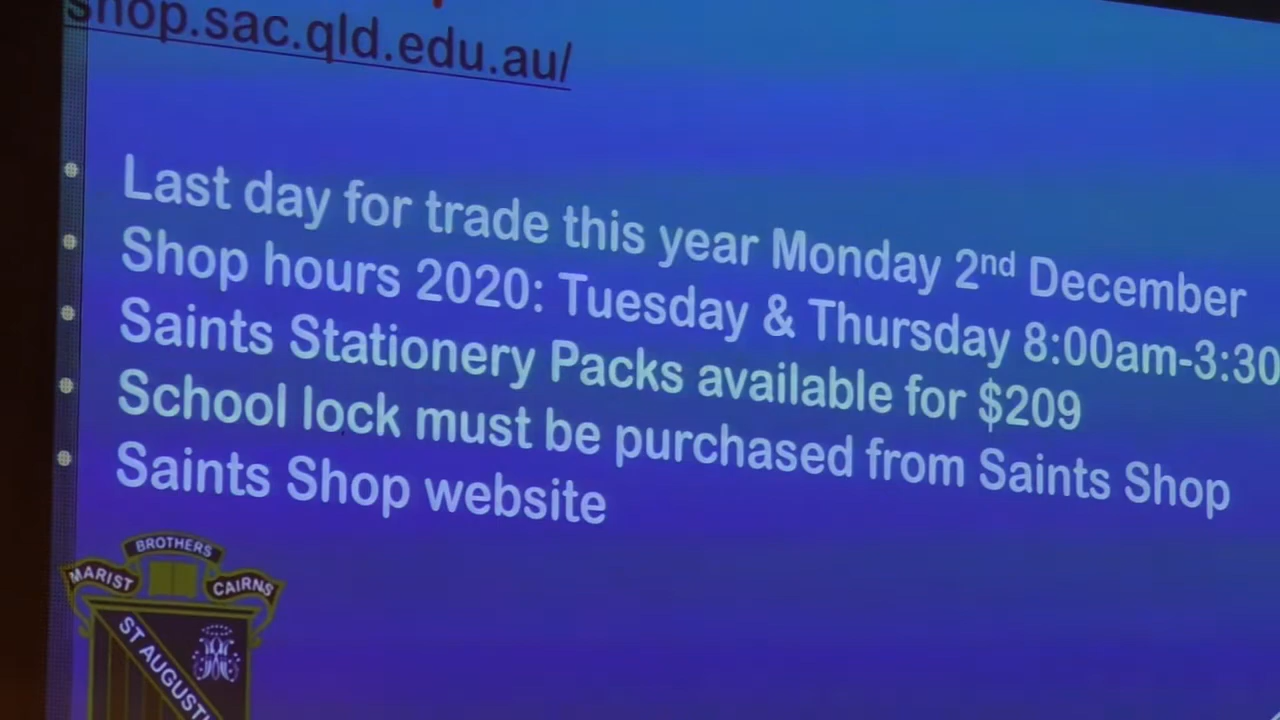 shop.sac.qld.edu.au/
Last day for trade this year Monday 2nd December
Shop hours 2020: Tuesday & Thursday 8:00am-3:30
Saints Stationery Packs available for $209
School lock must be purchased from Saints Shop
Saints Shop website
BROTHERS
MARIST CAIRNS
ST AUGUSTI